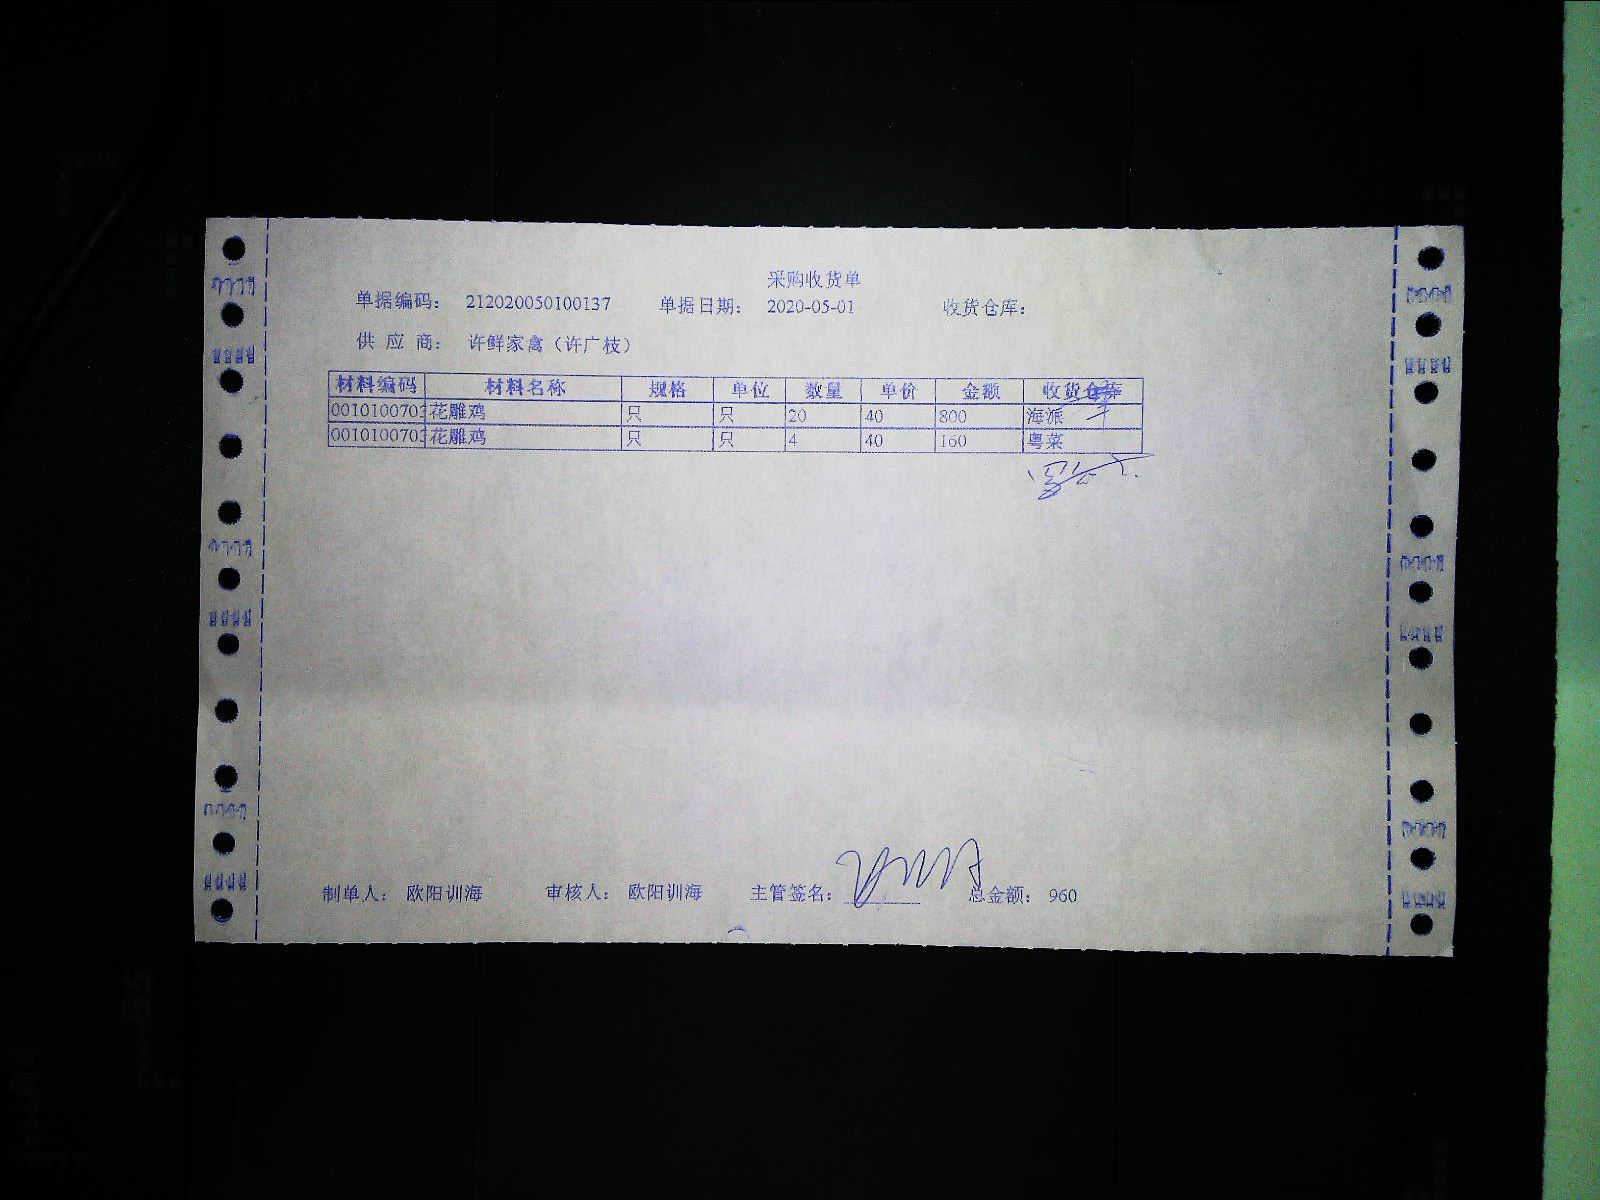 采购收货单
单据编码： 212020050100137 单据日期： 2020-05-01 收货仓库：
供 应 商： 许鲜家禽（许广枝）
材料编码 材料名称 规格 单位 数量 单价 金额 收货仓库
0010100703 花雕鸡 只 只 20 40 800 海派
0010100703 花雕鸡 只 只 4 40 160 粤菜
制单人： 欧阳训海 审核人： 欧阳训海 主管签名： 总金额： 960